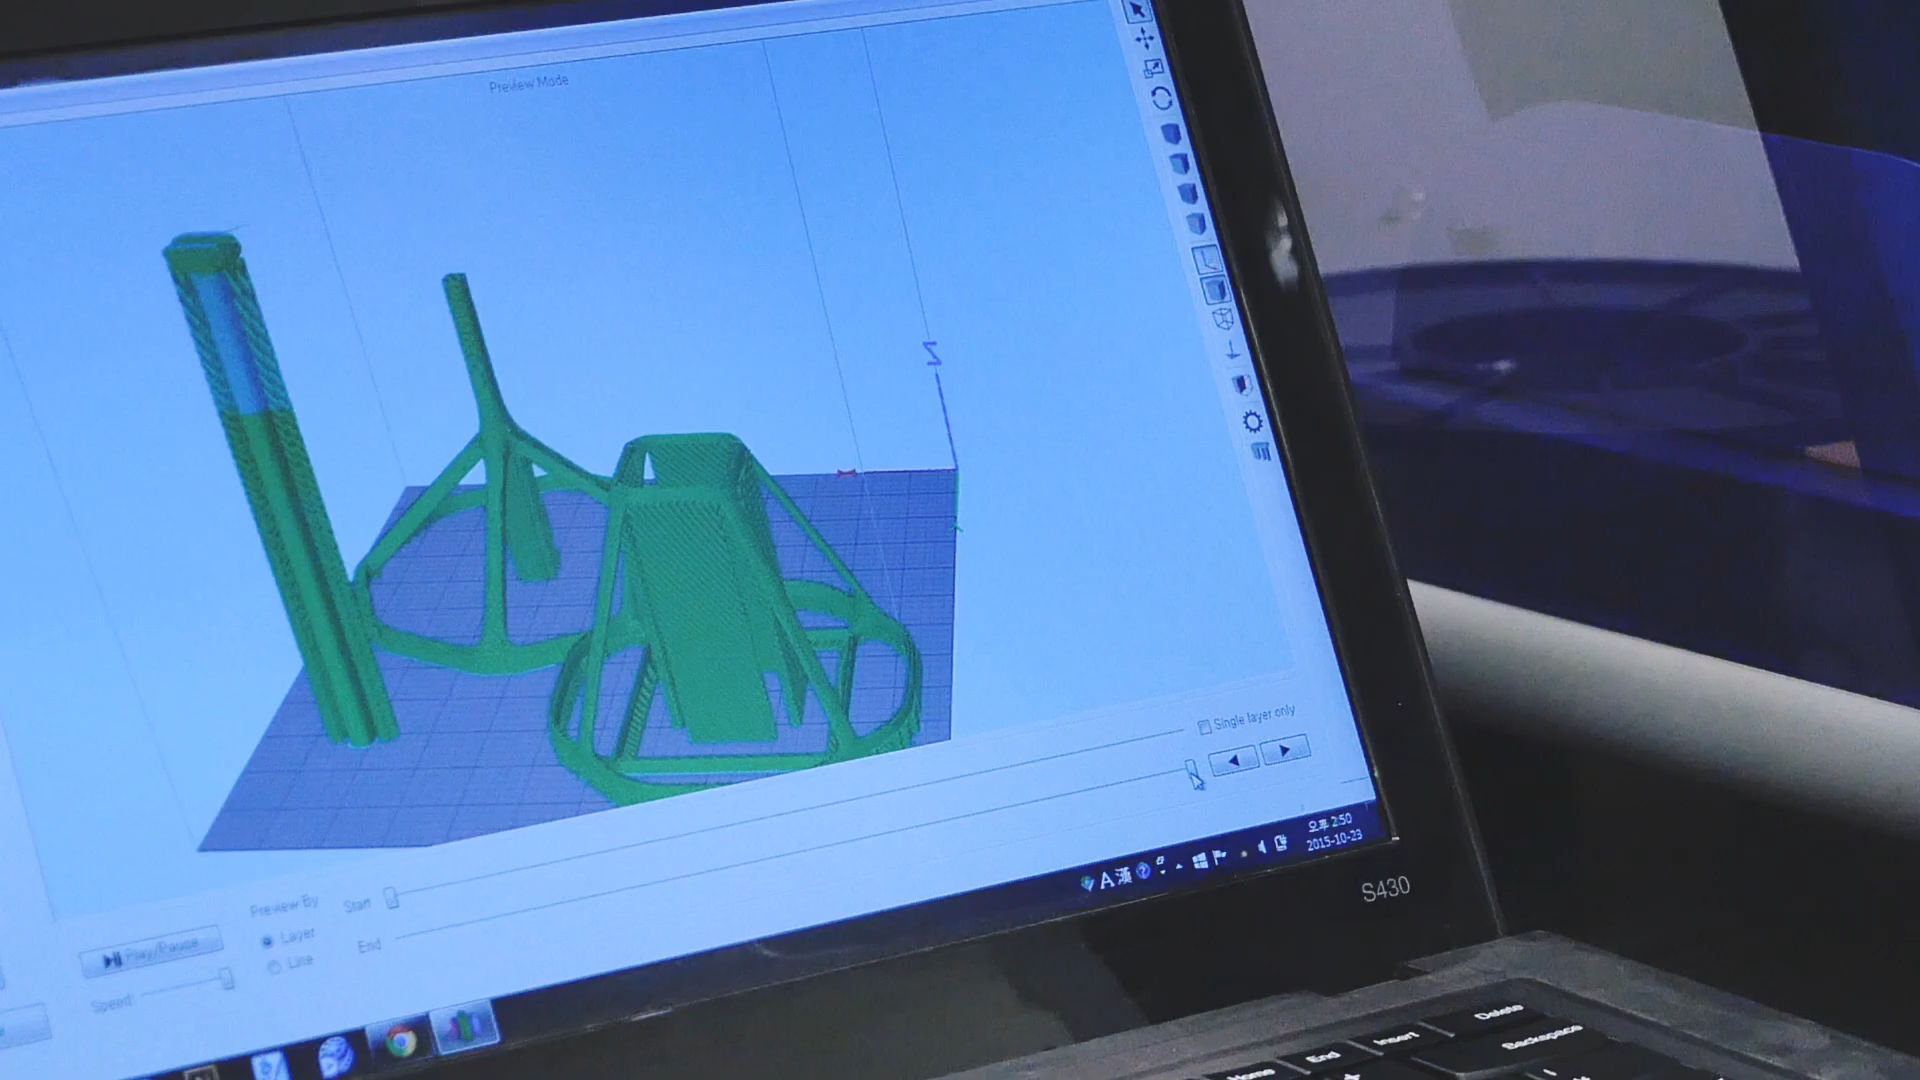 Preview Mode
Z
Single layer only
Preview By
Start
Layer
End
Line
Play/Pause
Speed:
A 漢
오후 2:50
2015-10-23
S430
Delete
Insert
End
Home
Backspace